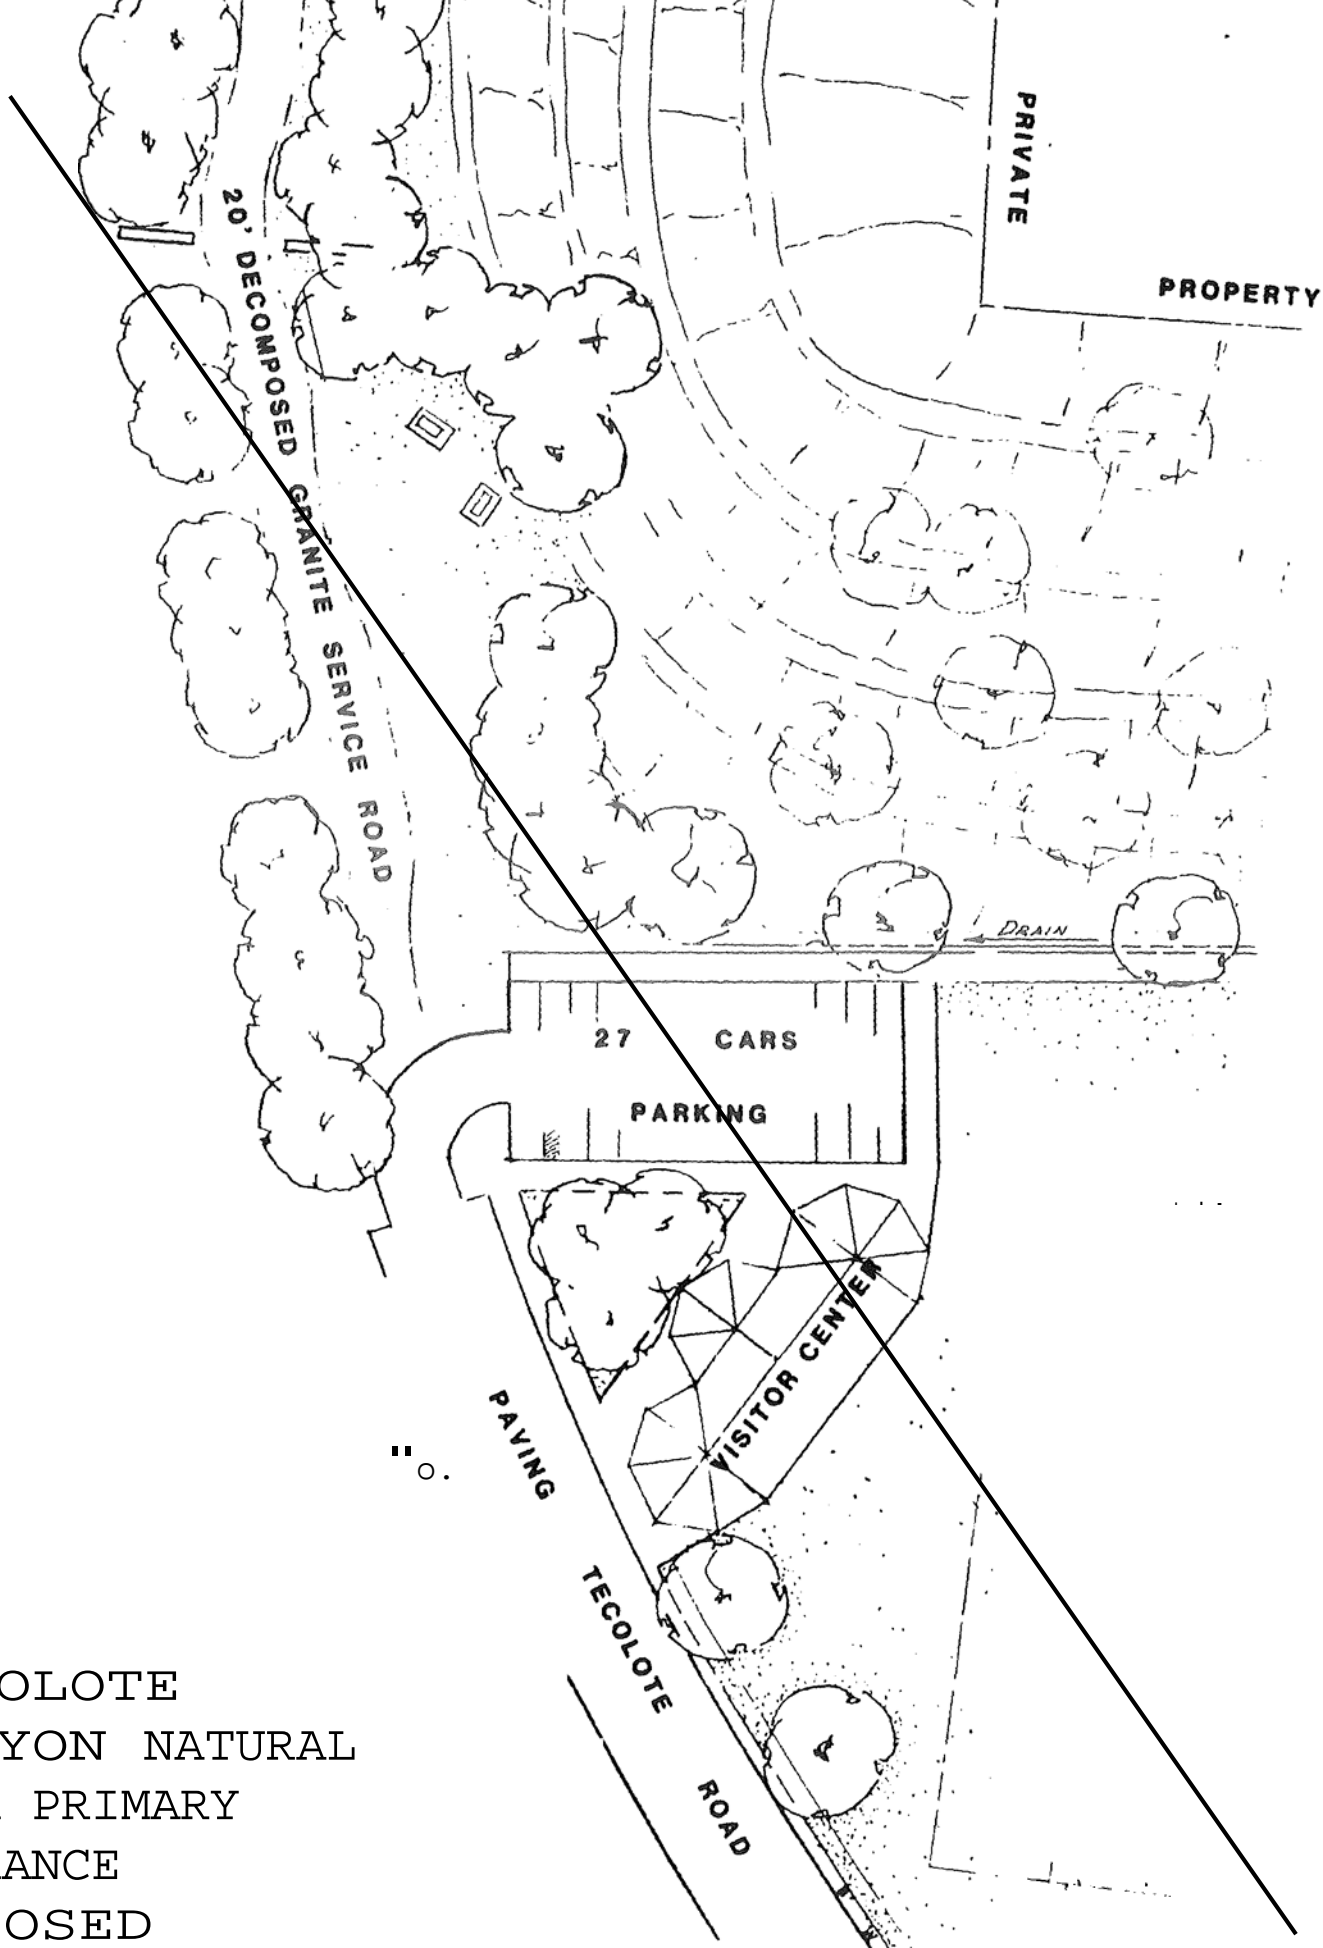 PRIVATE
PROPERTY
20' DECOMPOSED GRANITE SERVICE ROAD
DRAIN
27 CARS
PARKING
VISITOR CENTER
PAVING
"o.
TECOLOTE
ROAD
OLOTE
YON NATURAL
PRIMARY
ANCE
OSED